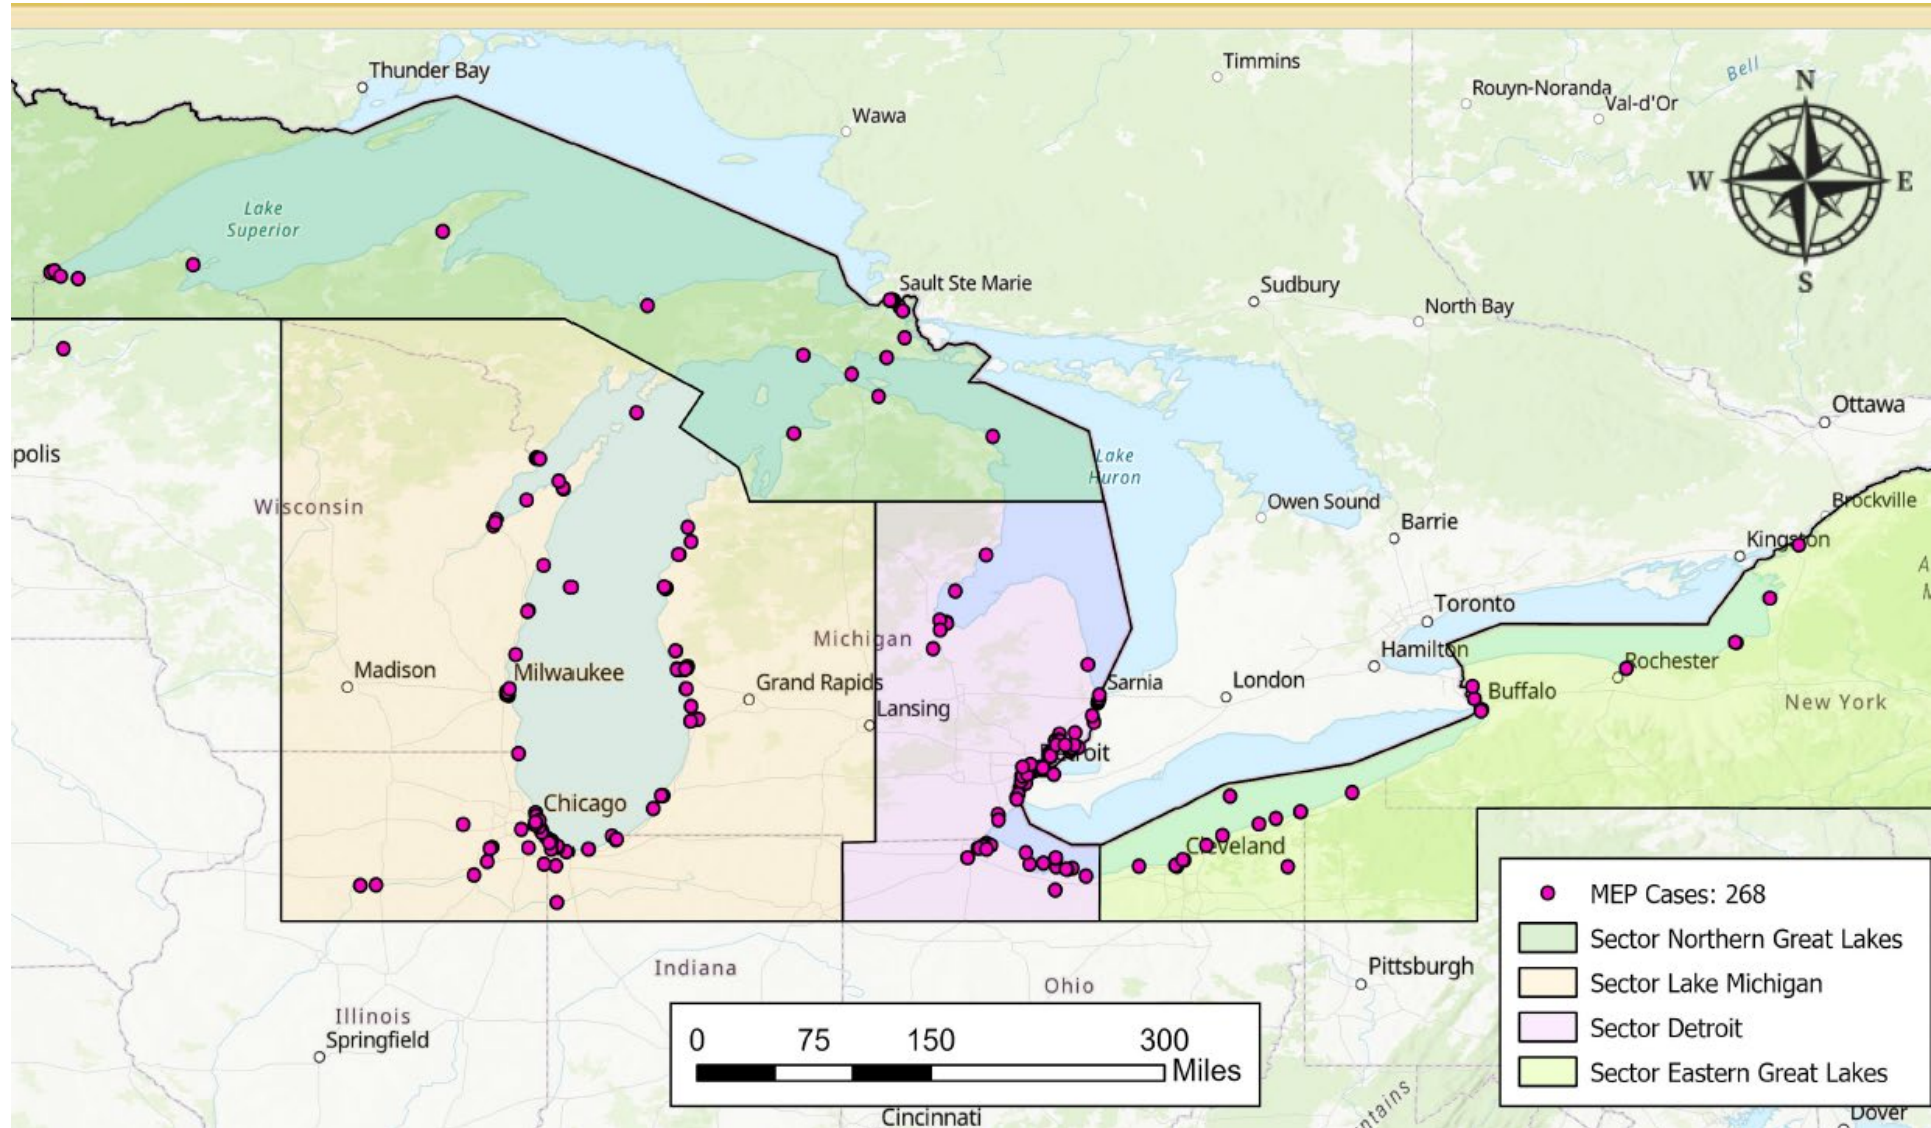 Thunder Bay
Timmins
Bell
Rouyn-Noranda
Val-d'Or
Wawa
N
W
E
S
Lake
Superior
Sault Ste Marie
Sudbury
North Bay
Ottawa
polis
Lake
Huron
Wisconsin
Owen Sound
Brockville
Barrie
Kingston
Toronto
Michigan
Hamilton
Madison
Milwaukee
Grand Rapids
Sarnia
London
Rochester
Buffalo
New York
Lansing
Detroit
Chicago
Cleveland
MEP Cases: 268
Sector Northern Great Lakes
Sector Lake Michigan
Sector Detroit
Sector Eastern Great Lakes
Indiana
Ohio
Pittsburgh
Illinois
Springfield
0 75 150 300
Miles
Cincinnati
ntains
Dover